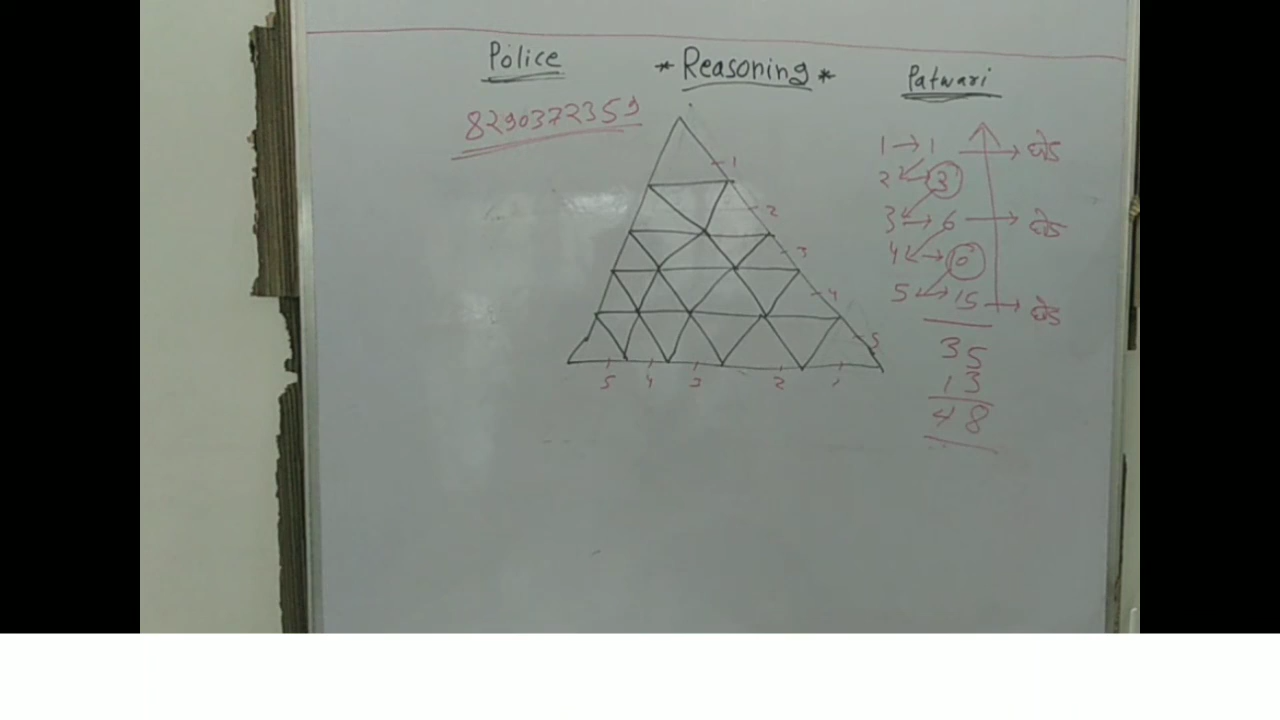 Police * Reasoning * Patwari
8290372359
1 → 1 →
2 3
3 → 6 →
4 → 10
5 → 15 →
35
13
48
1
2
3
4
5
5 4 3 2 1